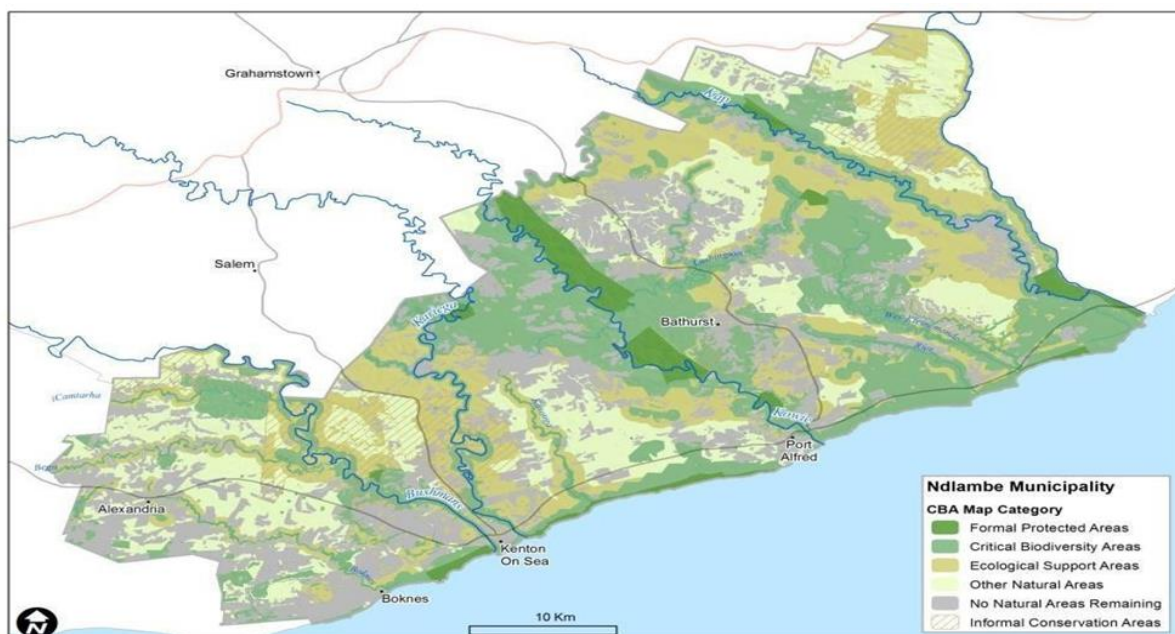 Grahamstown
Kap
Salem
Kariega
Bathurst
Kowie
Port
Alfred
Bushmans
Alexandria
Kenton
On Sea
Boknes
10 Km
Ndlambe Municipality
CBA Map Category
Formal Protected Areas
Critical Biodiversity Areas
Ecological Support Areas
Other Natural Areas
No Natural Areas Remaining
Informal Conservation Areas